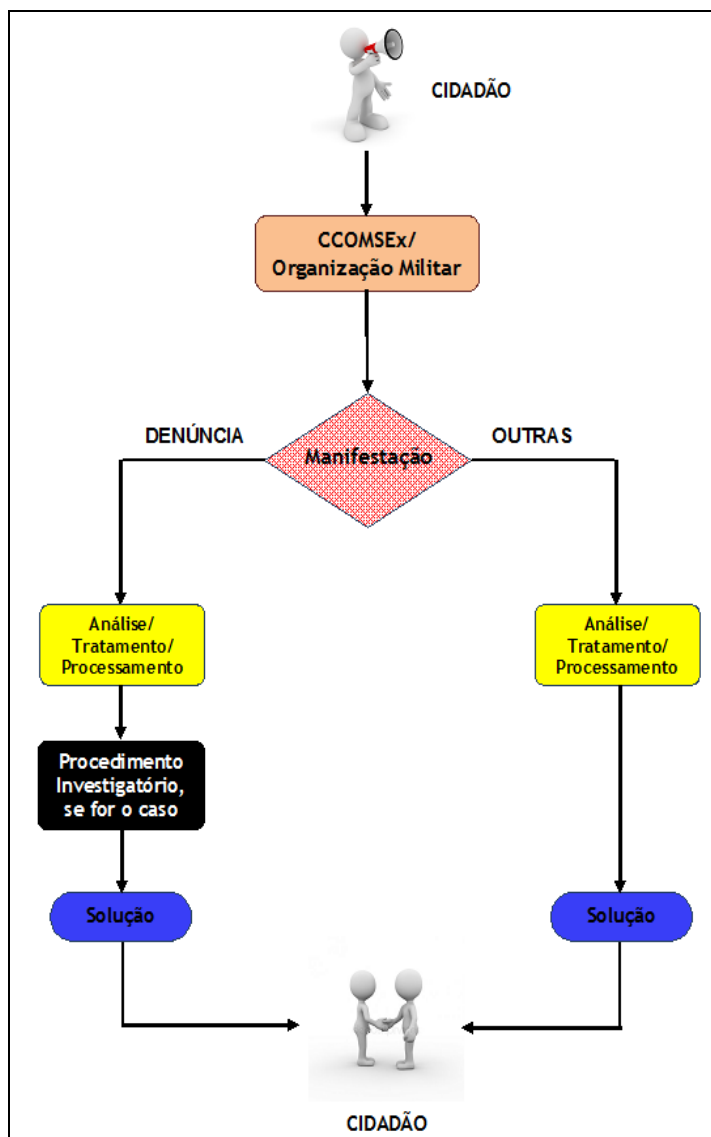 CIDADÃO
CCOMSEx/
Organização Militar
DENÚNCIA
OUTRAS
Manifestação
Análise/
Tratamento/
Processamento
Análise/
Tratamento/
Processamento
Procedimento
Investigatório,
se for o caso
Solução
Solução
CIDADÃO